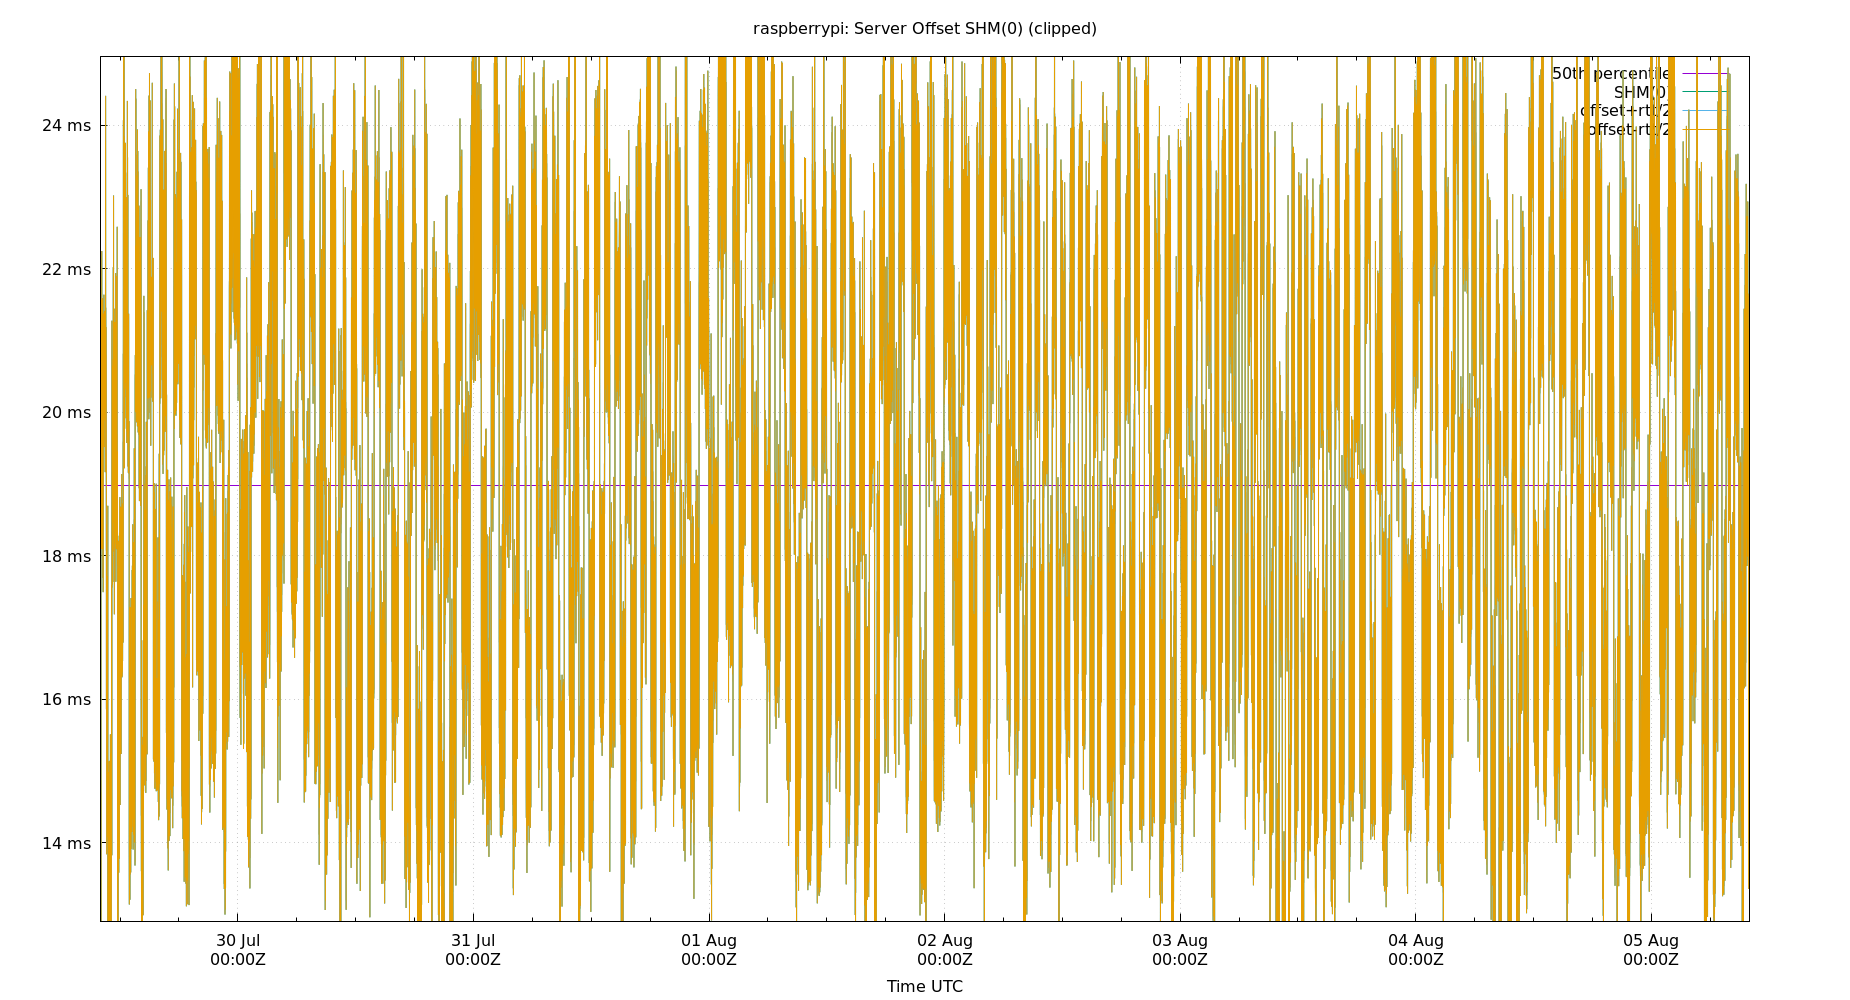 raspberrypi: Server Offset SHM(0) (clipped)
50th percentile
SHM(0)
offset+rtt/2
offset-rtt/2
24 ms
22 ms
20 ms
18 ms
16 ms
14 ms
30 Jul 31 Jul 01 Aug 02 Aug 03 Aug 04 Aug 05 Aug
00:00Z 00:00Z 00:00Z 00:00Z 00:00Z 00:00Z 00:00Z
Time UTC